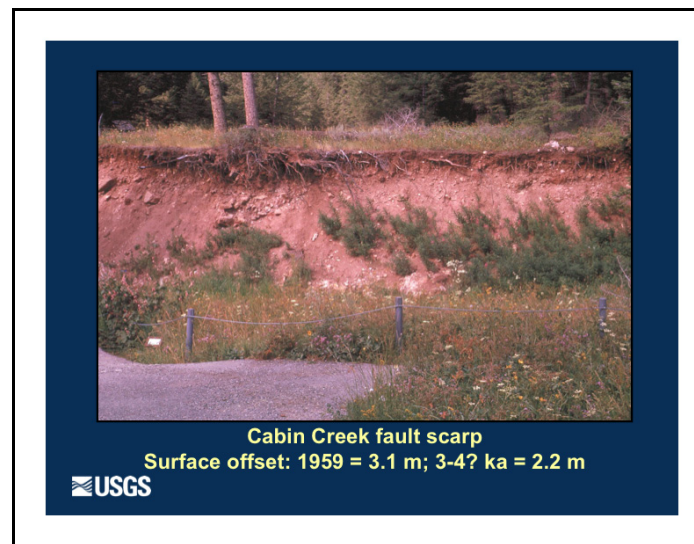 Cabin Creek fault scarp
Surface offset: 1959 = 3.1 m; 3-4? ka = 2.2 m
USGS